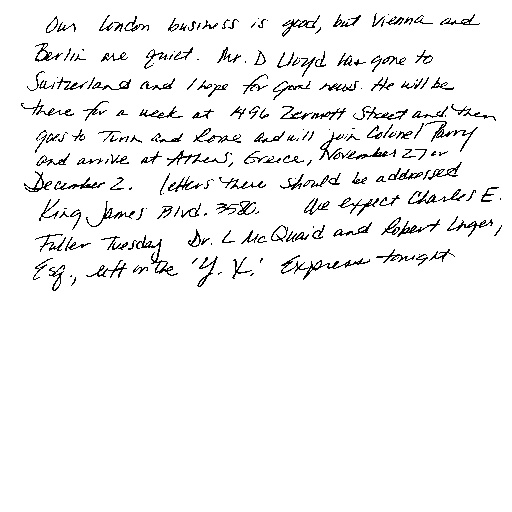 Our London business is good, but Vienna and
Berlin are quiet. Mr. D Lloyd has gone to
Switzerland and I hope for good news. He will be
there for a week at 1496 Zermott Street and then
goes to Turin and Rome and will join Colonel Parry
and arrive at Athens, Greece, November 27 or
December 2. Letters there should be addressed
King James Blvd. 3580. We expect Charles E.
Fuller Tuesday Dr. L McQuaid and Robert Unger,
Esq., left on the 'Y. X.' Express tonight